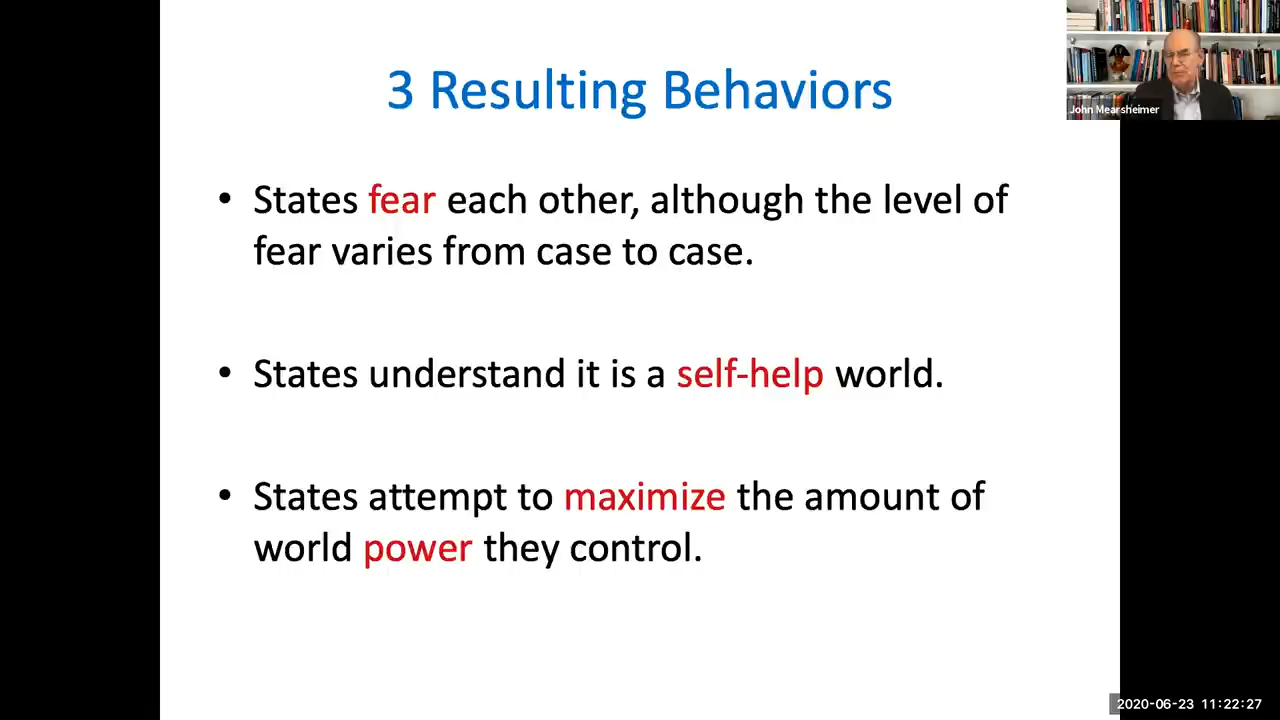 3 Resulting Behaviors
John Mearsheimer
• States fear each other, although the level of
fear varies from case to case.
• States understand it is a self-help world.
• States attempt to maximize the amount of
world power they control.
2020-06-23 11:22:27